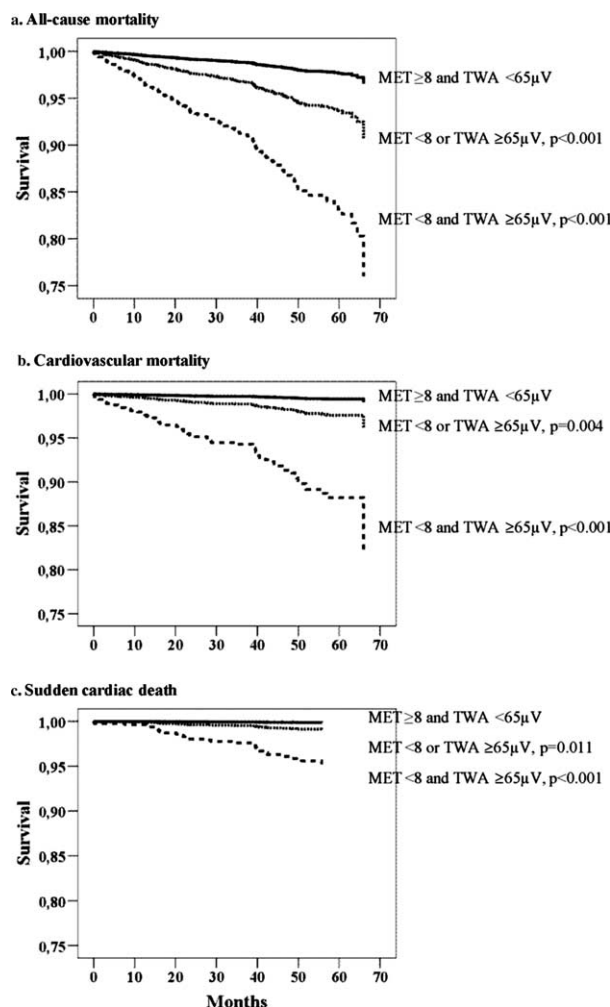 a. All-cause mortality
1,00
0,95
0,90
0,85
0,80
0,75
Survival
MET≥8 and TWA <65µV
MET<8 or TWA ≥65µV, p<0.001
MET<8 and TWA ≥65µV, p<0.001
0 10 20 30 40 50 60 70
b. Cardiovascular mortality
1,00
0,95
0,90
0,85
0,80
0,75
Survival
MET≥8 and TWA <65µV
MET<8 or TWA ≥65µV, p=0.004
MET<8 and TWA ≥65µV, p<0.001
0 10 20 30 40 50 60 70
c. Sudden cardiac death
1,00
0,95
0,90
0,85
0,80
0,75
Survival
MET≥8 and TWA <65µV
MET<8 or TWA ≥65µV, p=0.011
MET<8 and TWA ≥65µV, p<0.001
0 10 20 30 40 50 60 70
Months